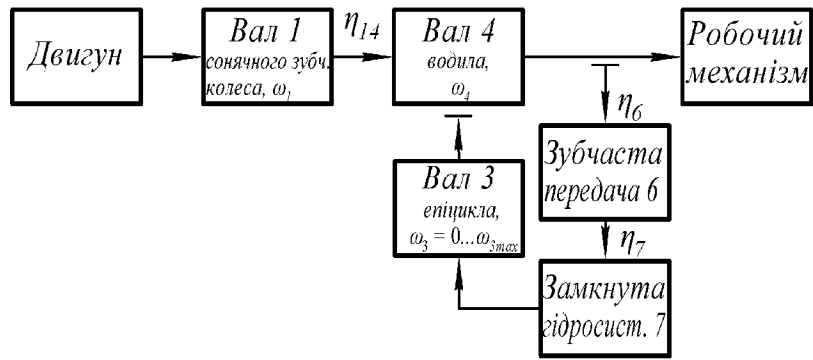 Двигун
Вал 1
сонячного зубч.
колеса, ω₁
η₁₄
Вал 4
водила,
ω₄
Робочий
механізм
η₆
Зубчаста
передача 6
Вал 3
епіцикла,
ω₃ = 0...ω₃ₘₐₓ
η₇
Замкнута
гідросист. 7